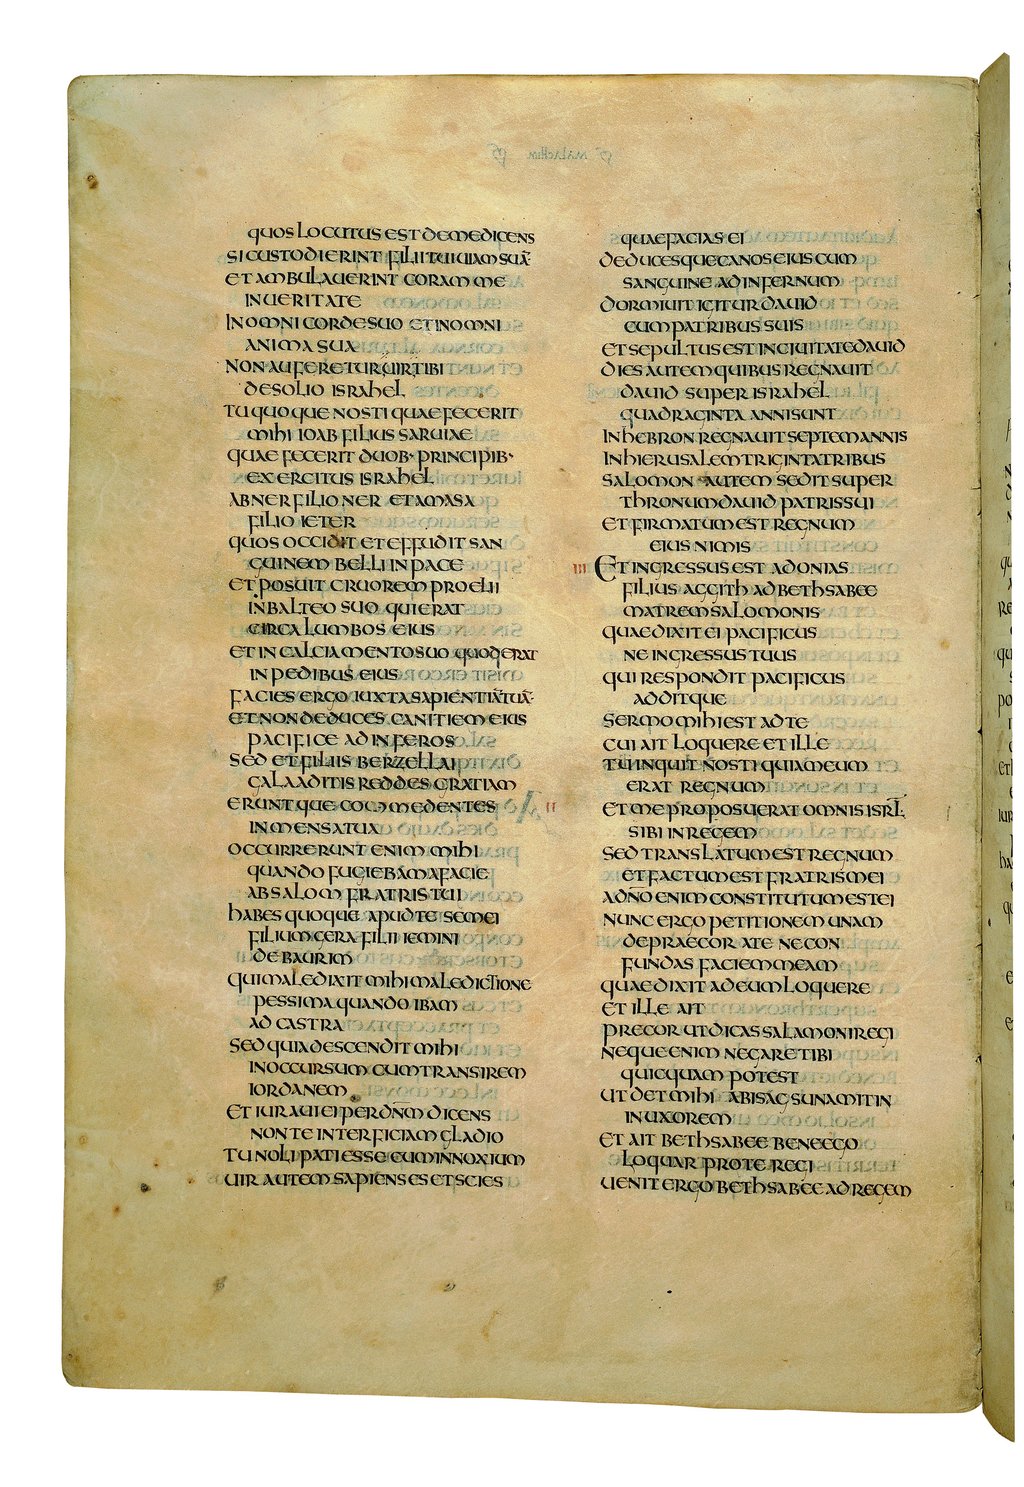 quos locutus est de me dicens
si custodierint filii tui uiam suā
et ambulauerint coram me
in ueritate
in omni corde suo et in omni
anima sua
non auferetur uir tibi
de solio israhel
tu quoque nosti quae fecerit
mihi ioab filius saruiae
quae fecerit duob· principib·
exercitus israhel
abner filio ner et amasa
filio ieter
quos occidit et effudit san
guinem belli in pace
et posuit cruorem proelii
in balteo suo qui erat
circa lumbos eius
et in calciamento suo quod erat
in pedibus eius
facies ergo iuxta sapientiā tuā·
et non deduces canitiem eius
pacifice ad inferos
sed et filiis berzellai
galaaditis reddes gratiam
eruntque comedentes
in mensa tua
occurrerunt enim mihi
quando fugiebam a facie
absalom fratris tui
habes quoque apud te semei
filium gera filii iemini
de baurim
qui maledixit mihi maledictione
pessima quando ibam
ad castra
sed quia descendit mihi
in occursum cum transirem
iordanem
et iuraui ei per dnm dicens
non te interficiam gladio
tu noli pati esse eum innoxium
uir autem sapiens es et scies
quae facias ei
deducesque canos eius cum
sanguine ad infernum
dormiuit igitur dauid
cum patribus suis
et sepultus est in ciuitate dauid
dies autem quibus regnauit
dauid super israhel
quadraginta anni sunt
in hebron regnauit septem annis
in hierusalem triginta tribus
salomon autem sedit super
thronum dauid patris sui
et firmatum est regnum
eius nimis
III Et ingressus est adonias
filius aggith ad bethsabee
matrem salomonis
quae dixit ei pacificus
ne ingressus tuus
qui respondit pacificus
additque
sermo mihi est ad te
cui ait loquere et ille
tu inquit nosti quia meum
erat regnum
et me proposuerat omnis isrl
sibi in regem
sed translatum est regnum
et factum est fratris mei
a dno enim constitutum est ei
nunc ergo petitionem unam
depraecor a te ne con
fundas faciem meam
quae dixit ad eum loquere
et ille ait
precor ut dicas salamoni regi
neque enim negare tibi
quicquam potest
ut det mihi abisag sunamitin
in uxorem
et ait bethsabee bene ego
loquar pro te regi
uenit ergo bethsabee ad regem